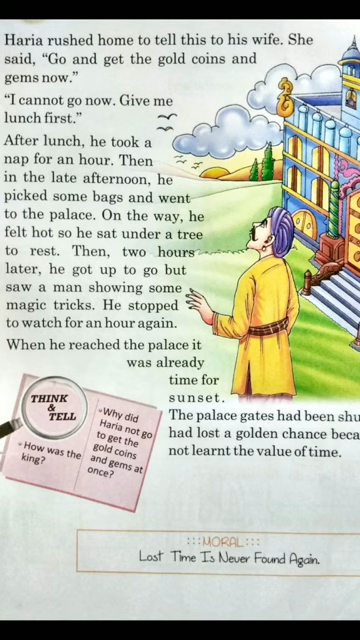 Haria rushed home to tell this to his wife. She
said, “Go and get the gold coins and
gems now.”
“I cannot go now. Give me
lunch first.”
After lunch, he took a
nap for an hour. Then
in the late afternoon, he
picked some bags and went
to the palace. On the way, he
felt hot so he sat under a tree
to rest. Then, two hours
later, he got up to go but
saw a man showing some
magic tricks. He stopped
to watch for an hour again.
When he reached the palace it
was already
time for
sunset.
The palace gates had been
had lost a golden chance
not learnt the value of time.
THINK
&
TELL
How was the
king?
Why did
Haria not go
to get the
gold coins
and gems at
once?
:::MORAL:::
Lost Time Is Never Found Again.